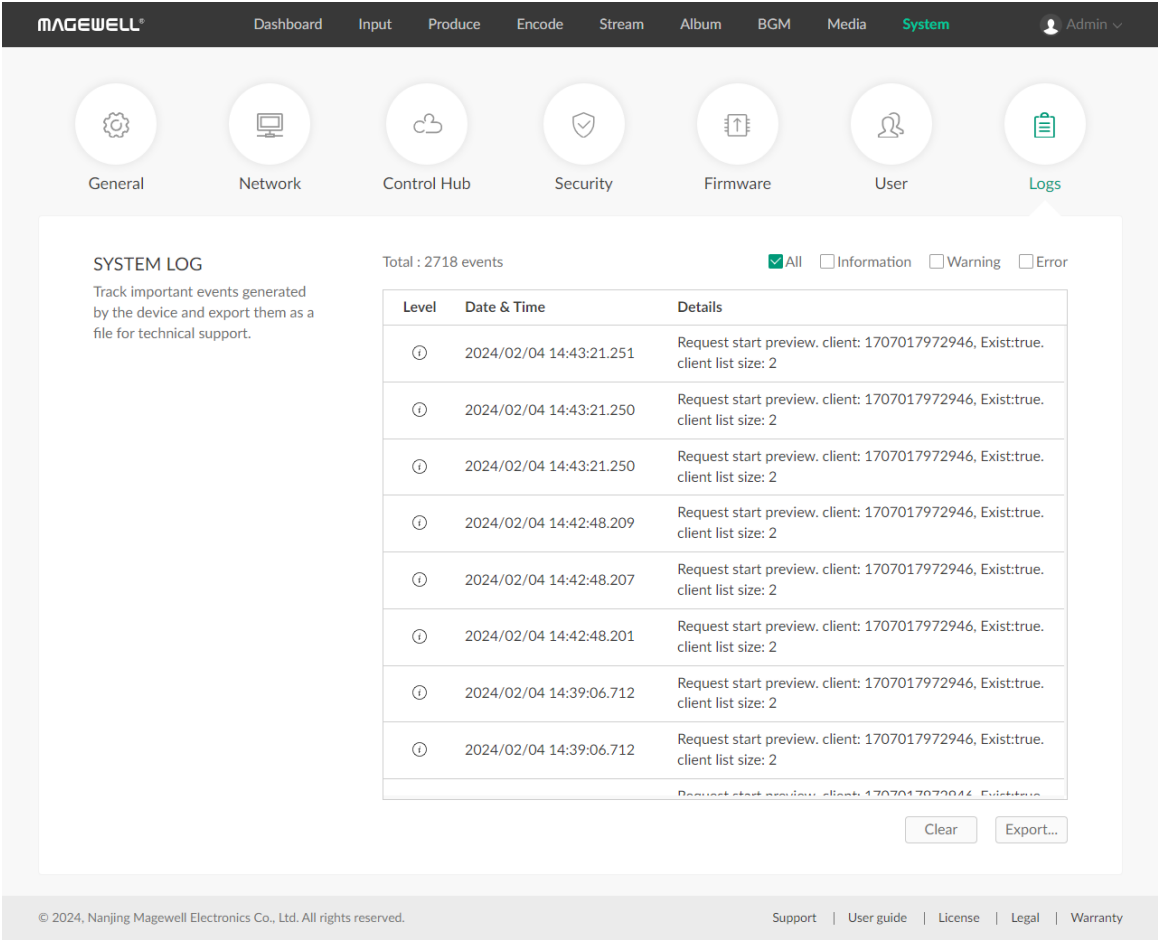 MAGEWELL® Dashboard Input Produce Encode Stream Album BGM Media System Admin
General Network Control Hub Security Firmware User Logs
SYSTEM LOG
Track important events generated
by the device and export them as a
file for technical support.
Total : 2718 events All Information Warning Error
Level Date & Time Details
2024/02/04 14:43:21.251 Request start preview. client: 1707017972946, Exist:true.
client list size: 2
2024/02/04 14:43:21.250 Request start preview. client: 1707017972946, Exist:true.
client list size: 2
2024/02/04 14:43:21.250 Request start preview. client: 1707017972946, Exist:true.
client list size: 2
2024/02/04 14:42:48.209 Request start preview. client: 1707017972946, Exist:true.
client list size: 2
2024/02/04 14:42:48.207 Request start preview. client: 1707017972946, Exist:true.
client list size: 2
2024/02/04 14:42:48.201 Request start preview. client: 1707017972946, Exist:true.
client list size: 2
2024/02/04 14:39:06.712 Request start preview. client: 1707017972946, Exist:true.
client list size: 2
2024/02/04 14:39:06.712 Request start preview. client: 1707017972946, Exist:true.
client list size: 2
Request start preview. client: 1707017972946, Exist:true.
Clear Export...
© 2024, Nanjing Magewell Electronics Co., Ltd. All rights reserved. Support | User guide | License | Legal | Warranty